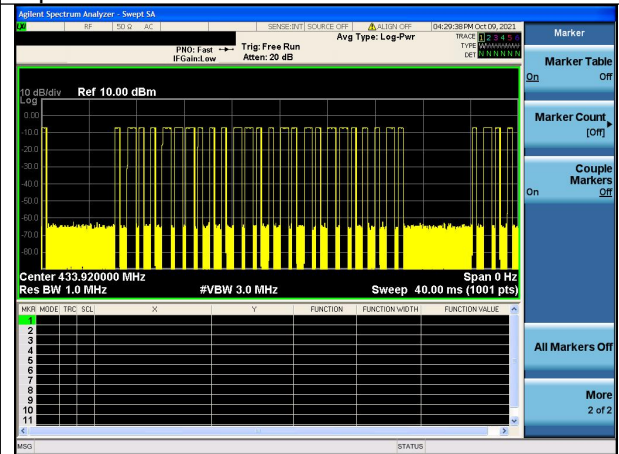 Agilent Spectrum Analyzer - Swept SA
RF 50 Ω AC SENSE:INT SOURCE OFF ALIGN OFF 04:29:38 PM Oct 09, 2021
Marker
Avg Type: Log-Pwr
TRACE 1 2 3 4 5 6
PNO: Fast Trig: Free Run
TYPE
IFGain:Low Atten: 20 dB
DET N N N N N N
Marker Table
On Off
10 dB/div Ref 10.00 dBm
Log
0.00
-10.0
-20.0
-30.0
-40.0
-50.0
-60.0
-70.0
-80.0
Marker Count
[Off]
Couple
Markers
On Off
Center 433.920000 MHz Span 0 Hz
Res BW 1.0 MHz #VBW 3.0 MHz Sweep 40.00 ms (1001 pts)
MKR MODE TRC SCL X Y FUNCTION FUNCTION WIDTH FUNCTION VALUE
1
2
3
4
5
6
7
8
9
10
11
All Markers Off
More
2 of 2
MSG STATUS